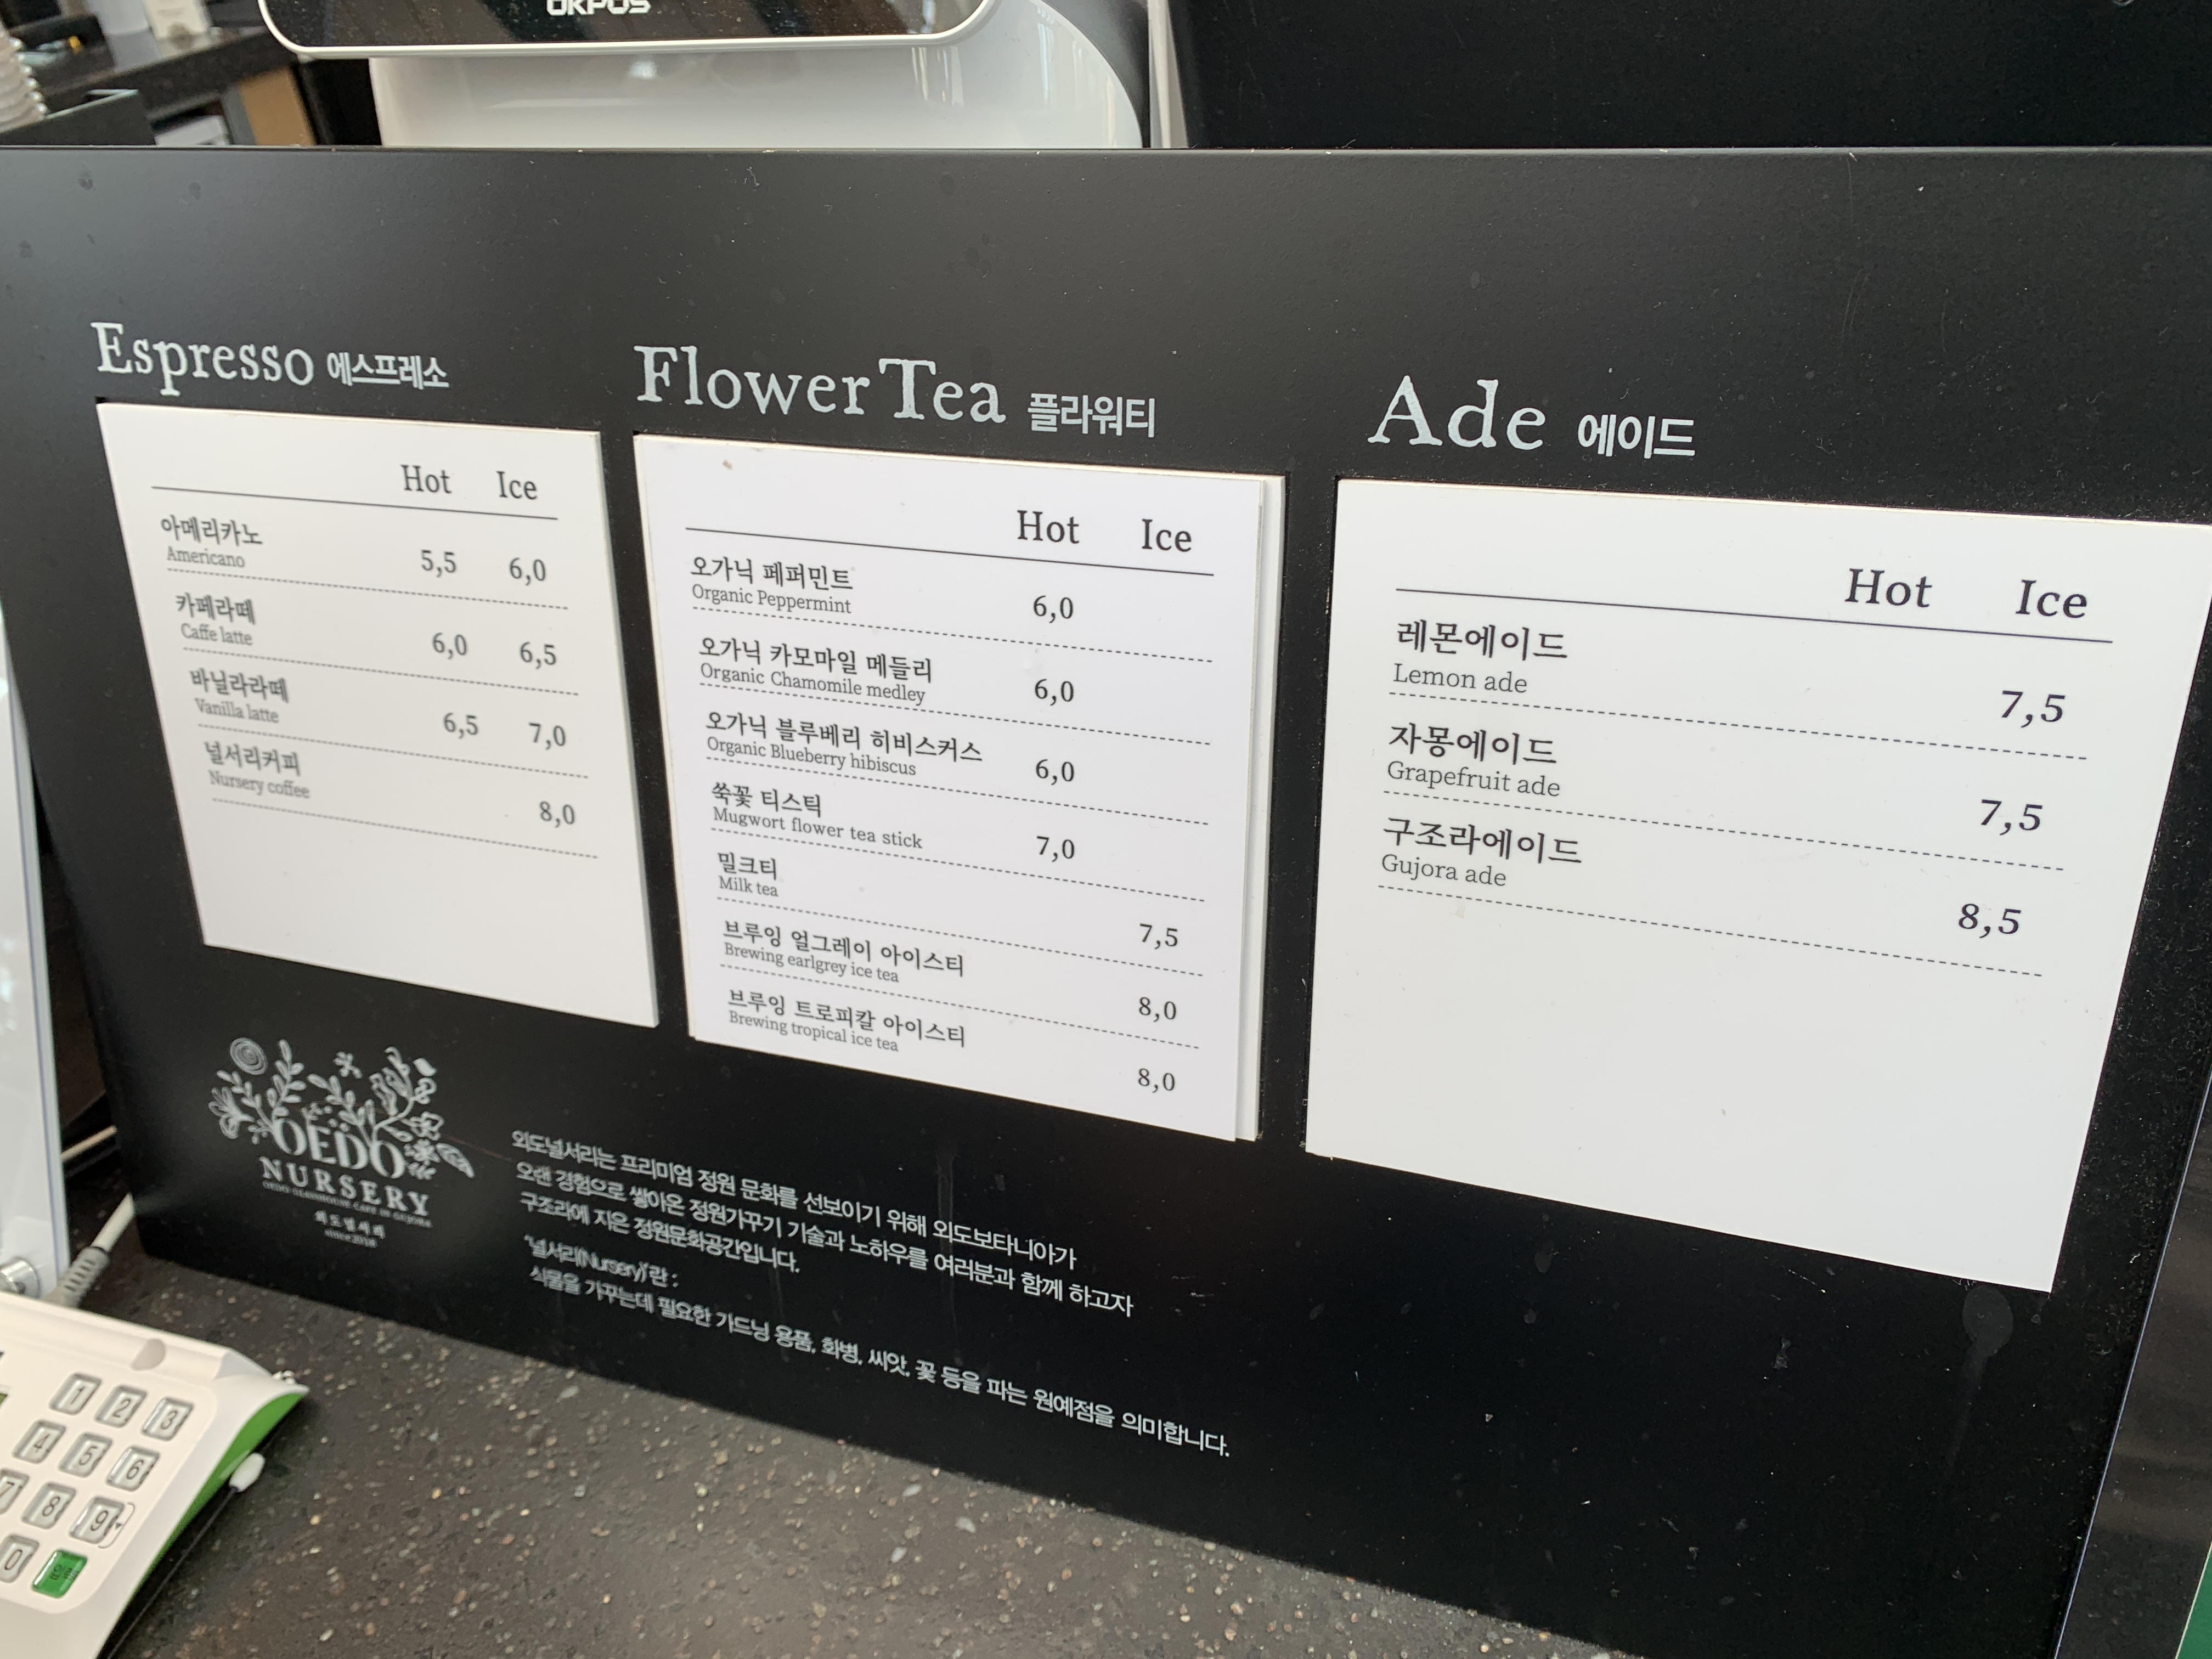 OKPOS
Espresso 에스프레소
Hot Ice
아메리카노
Americano
5,5 6,0
카페라떼
Caffe latte
6,0 6,5
바닐라라떼
Vanilla latte
6,5 7,0
널서리커피
Nursery coffee
8,0
Flower Tea 플라워티
Hot Ice
오가닉 페퍼민트
Organic Peppermint
6,0
오가닉 카모마일 메들리
Organic Chamomile medley
6,0
오가닉 블루베리 히비스커스
Organic Blueberry hibiscus
6,0
쑥꽃 티스틱
Mugwort flower tea stick
7,0
밀크티
Milk tea
7,5
브루잉 얼그레이 아이스티
Brewing earlgrey ice tea
8,0
브루잉 트로피칼 아이스티
Brewing tropical ice tea
8,0
Ade 에이드
Hot Ice
레몬에이드
Lemon ade
7,5
자몽에이드
Grapefruit ade
7,5
구조라에이드
Gujora ade
8,5
OEDO
NURSERY
외도널서리
since 2018
외도널서리는 프리미엄 정원 문화를 선보이기 위해 외도보타니아가
오랜 경험으로 쌓아온 정원가꾸기 기술과 노하우를 여러분과 함께 하고자
구조라에 지은 정원문화공간입니다.
'널서리(Nursery)'란 :
식물을 가꾸는데 필요한 가드닝 용품, 화병, 씨앗, 꽃 등을 파는 원예점을 의미합니다.
1 2 3
4 5 6
7 8 9
0